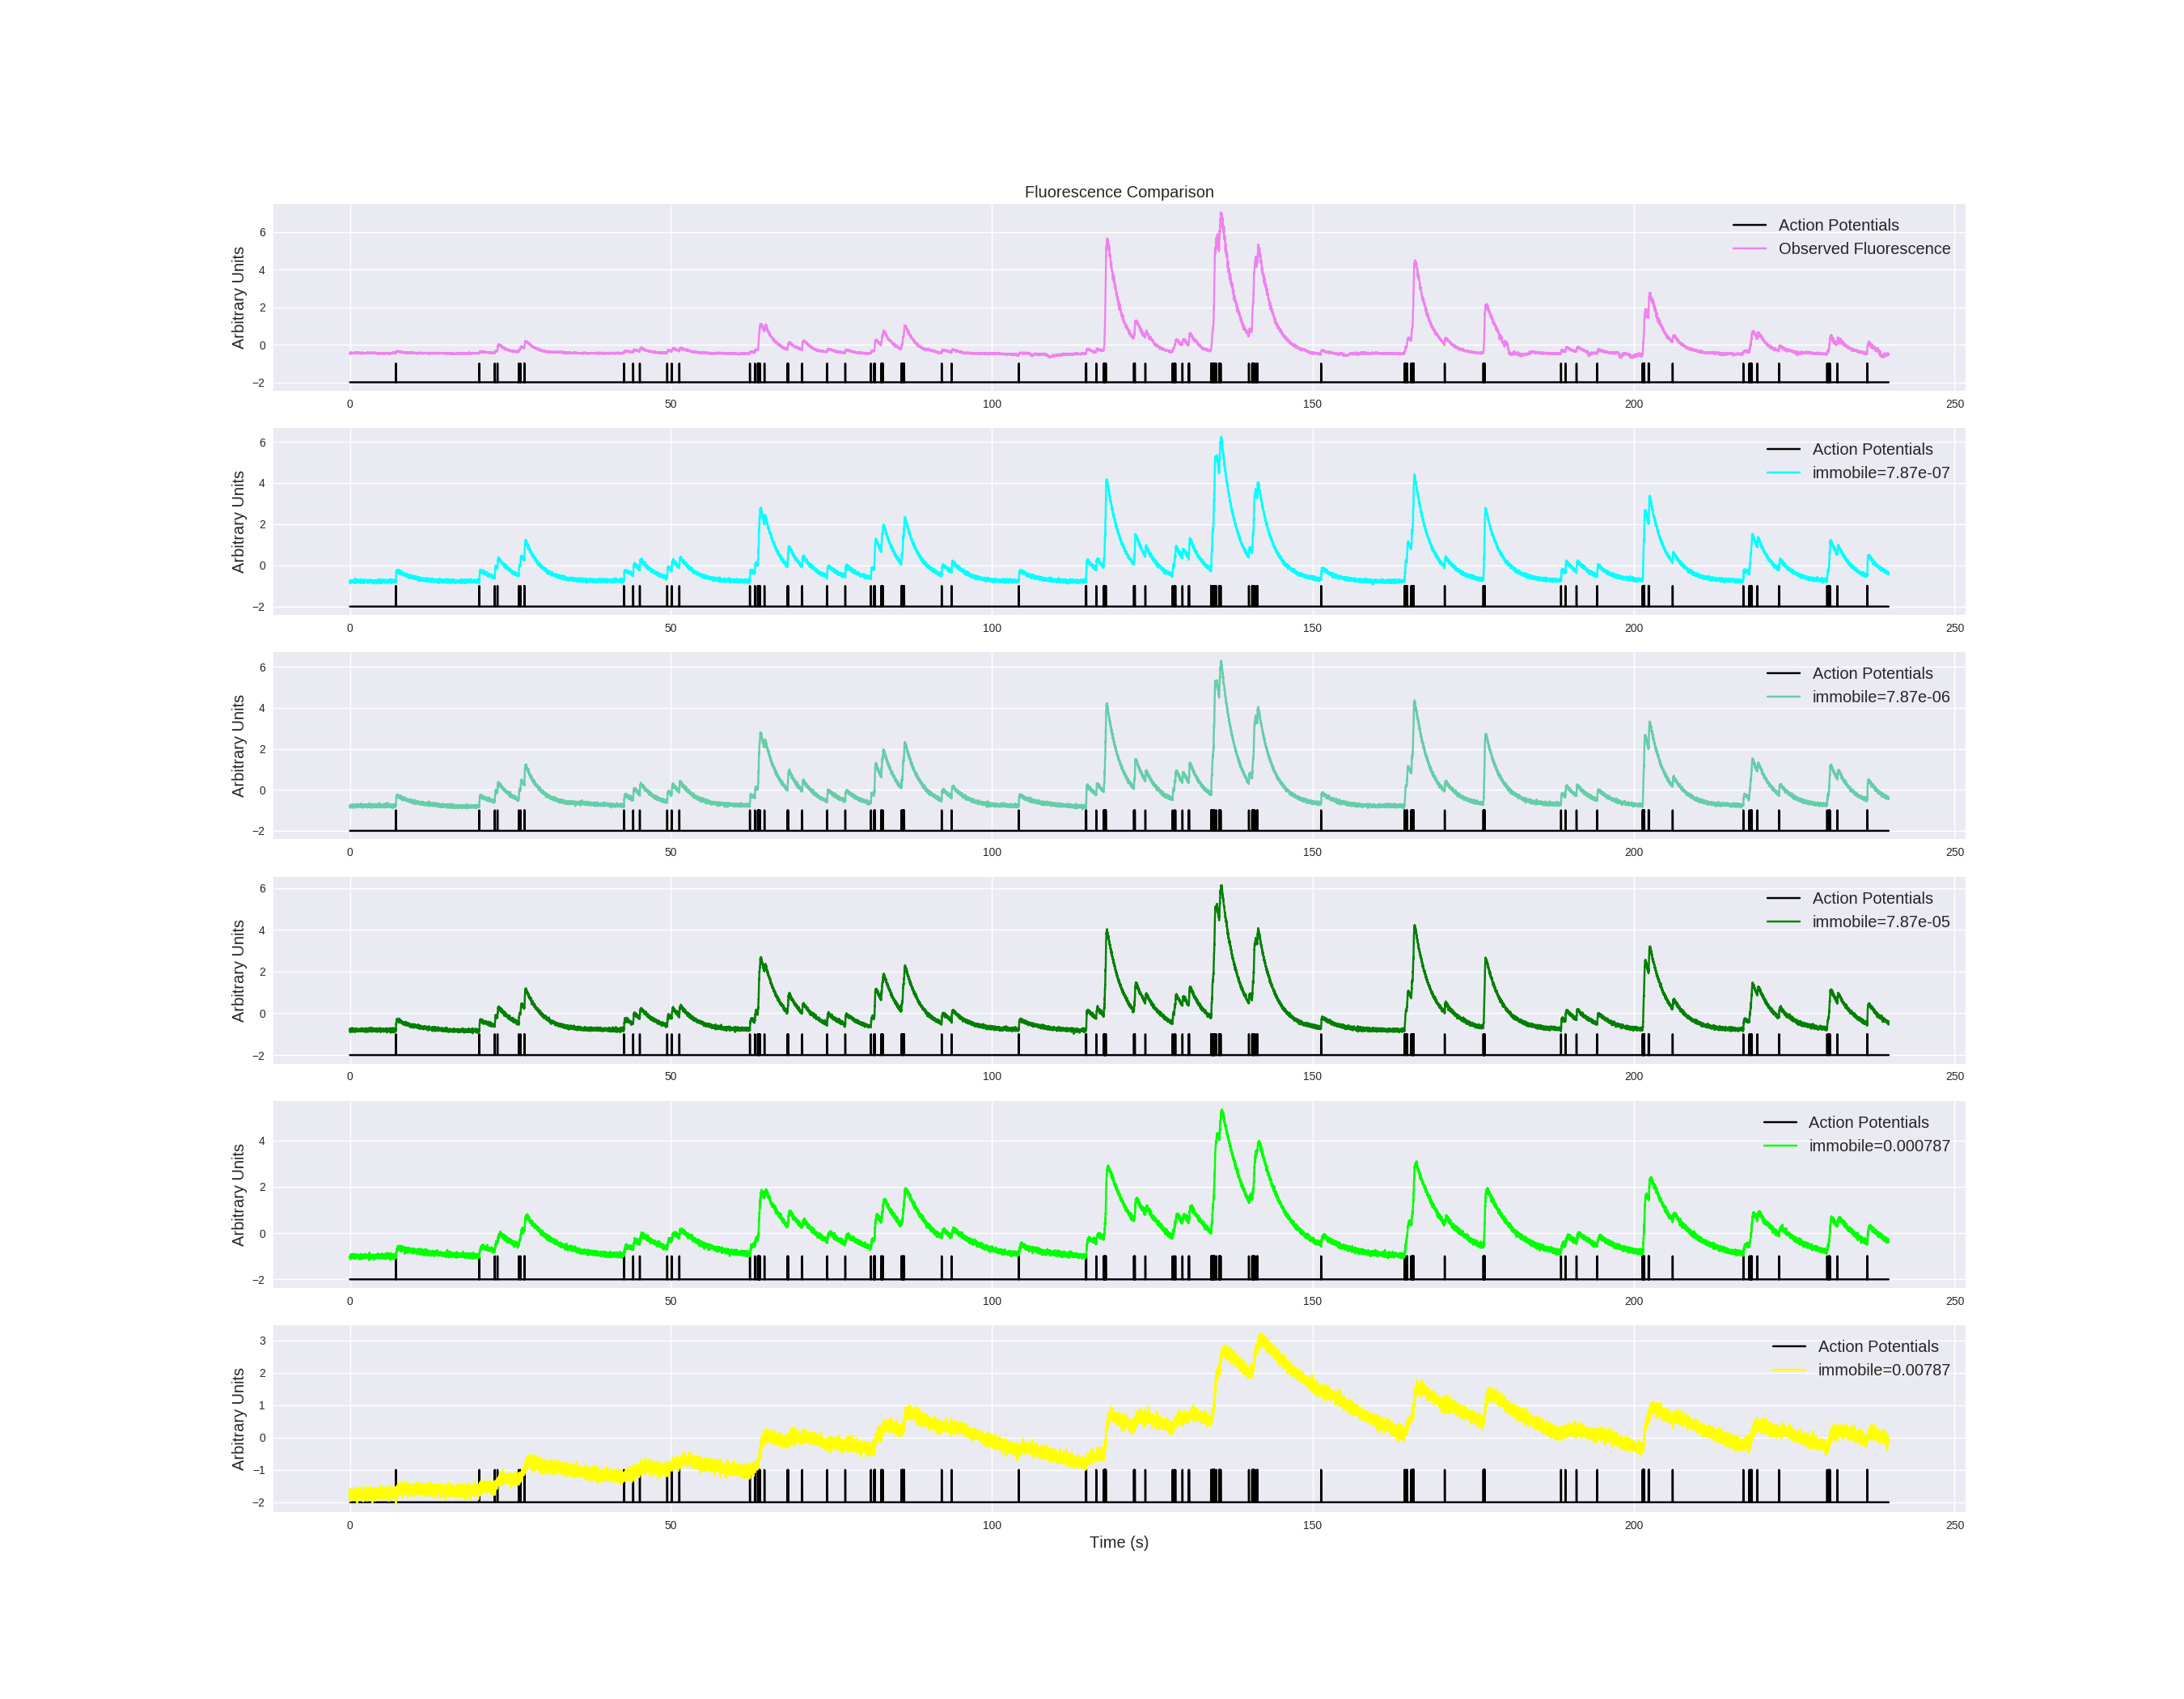 Fluorescence Comparison
Arbitrary Units
6
4
2
0
−2
Action Potentials
Observed Fluorescence
0 50 100 150 200 250
Arbitrary Units
6
4
2
0
−2
Action Potentials
immobile=7.87e-07
0 50 100 150 200 250
Arbitrary Units
6
4
2
0
−2
Action Potentials
immobile=7.87e-06
0 50 100 150 200 250
Arbitrary Units
6
4
2
0
−2
Action Potentials
immobile=7.87e-05
0 50 100 150 200 250
Arbitrary Units
4
2
0
−2
Action Potentials
immobile=0.000787
0 50 100 150 200 250
Arbitrary Units
3
2
1
0
−1
−2
Action Potentials
immobile=0.00787
0 50 100 150 200 250
Time (s)